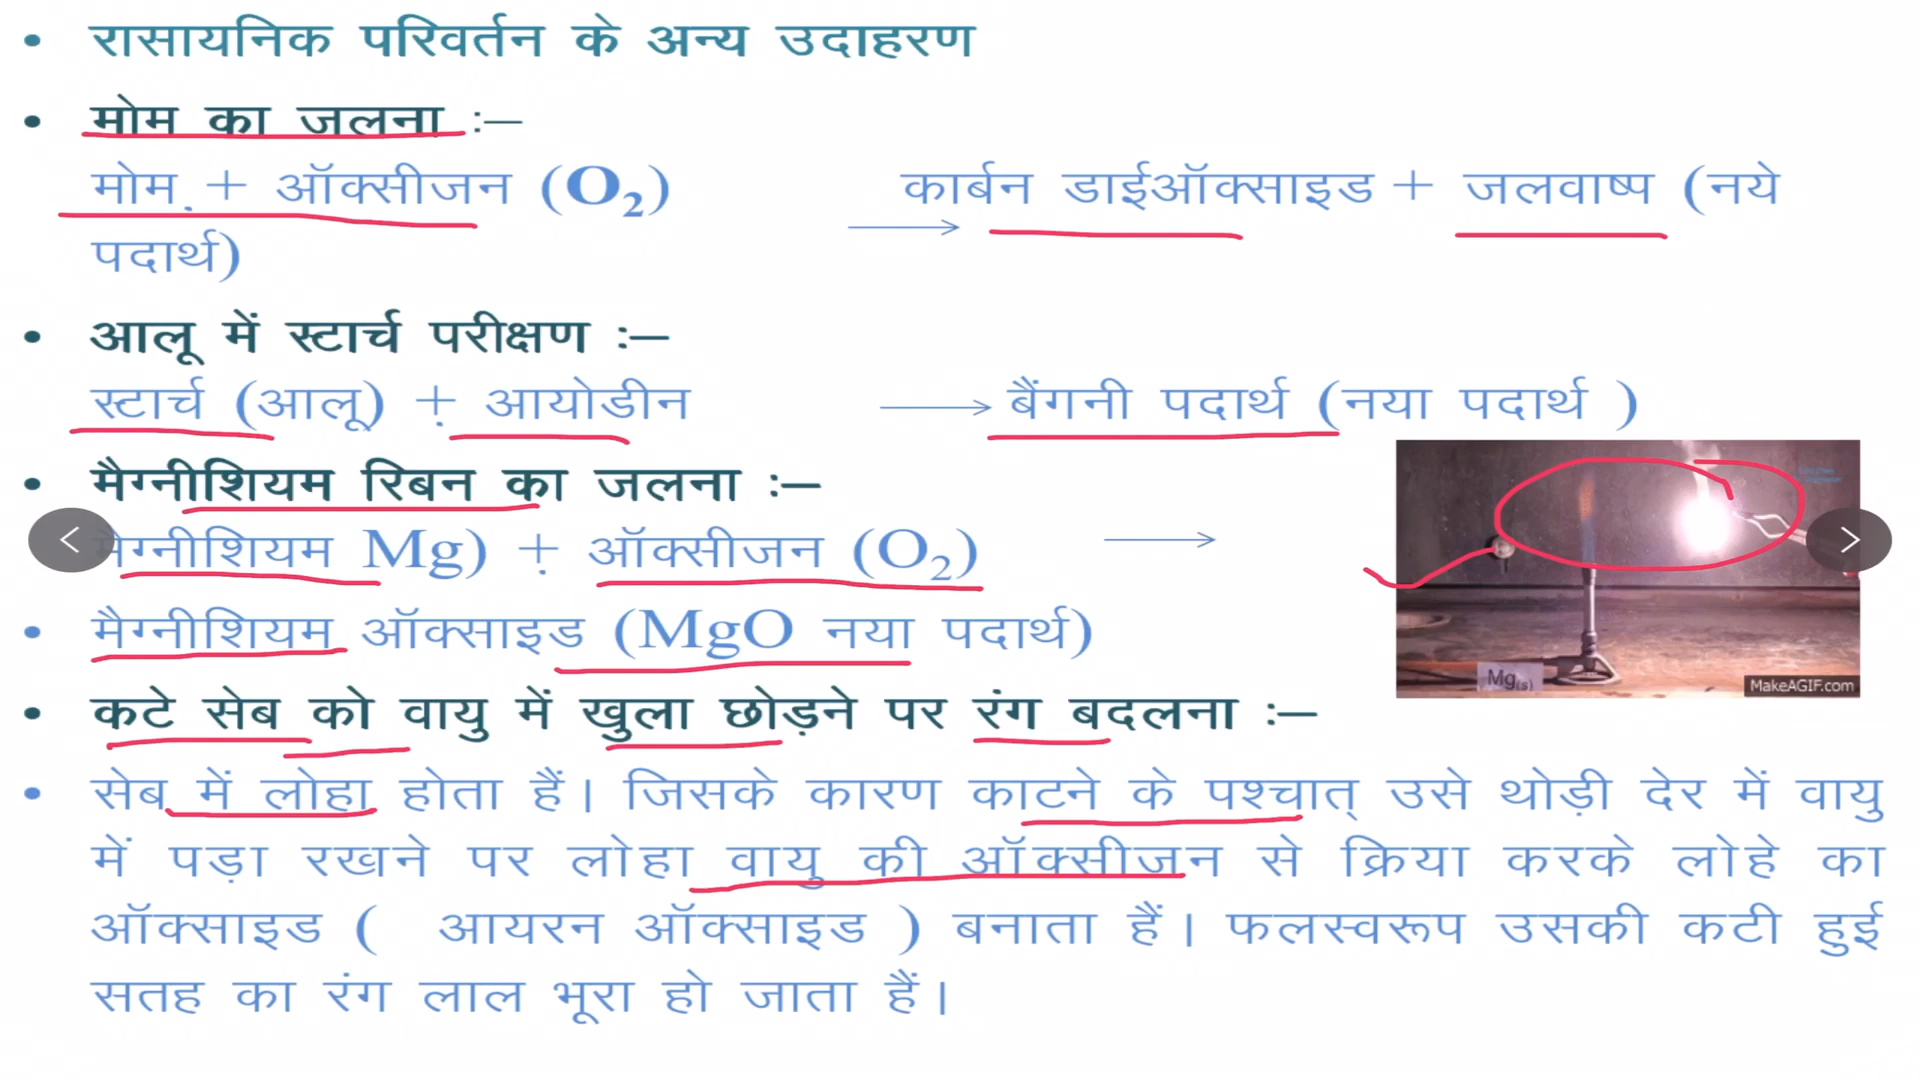 • रासायनिक परिवर्तन के अन्य उदाहरण
• मोम का जलना :–
मोम + ऑक्सीजन (O₂) → कार्बन डाईऑक्साइड + जलवाष्प (नये
पदार्थ)
• आलू में स्टार्च परीक्षण :–
स्टार्च (आलू) + आयोडीन → बैंगनी पदार्थ (नया पदार्थ )
• मैग्नीशियम रिबन का जलना :–
मैग्नीशियम Mg) + ऑक्सीजन (O₂) →
• मैग्नीशियम ऑक्साइड (MgO नया पदार्थ)
Mg(s)
MakeAGIF.com
• कटे सेब को वायु में खुला छोड़ने पर रंग बदलना :–
• सेब में लोहा होता हैं। जिसके कारण काटने के पश्चात् उसे थोड़ी देर में वायु
में पड़ा रखने पर लोहा वायु की ऑक्सीजन से क्रिया करके लोहे का
ऑक्साइड ( आयरन ऑक्साइड ) बनाता हैं। फलस्वरूप उसकी कटी हुई
सतह का रंग लाल भूरा हो जाता हैं।